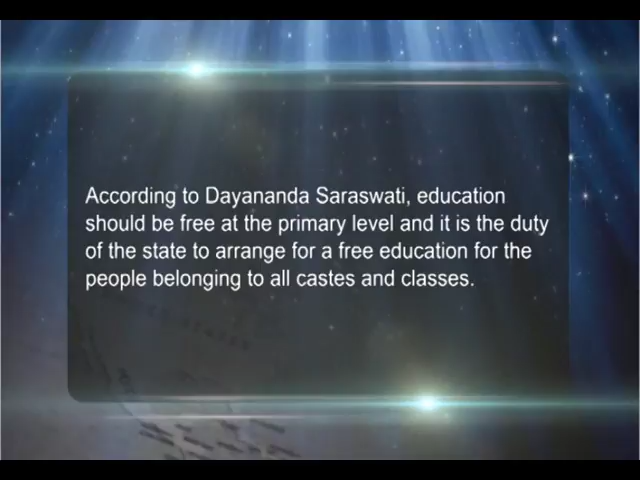 According to Dayananda Saraswati, education
should be free at the primary level and it is the duty
of the state to arrange for a free education for the
people belonging to all castes and classes.